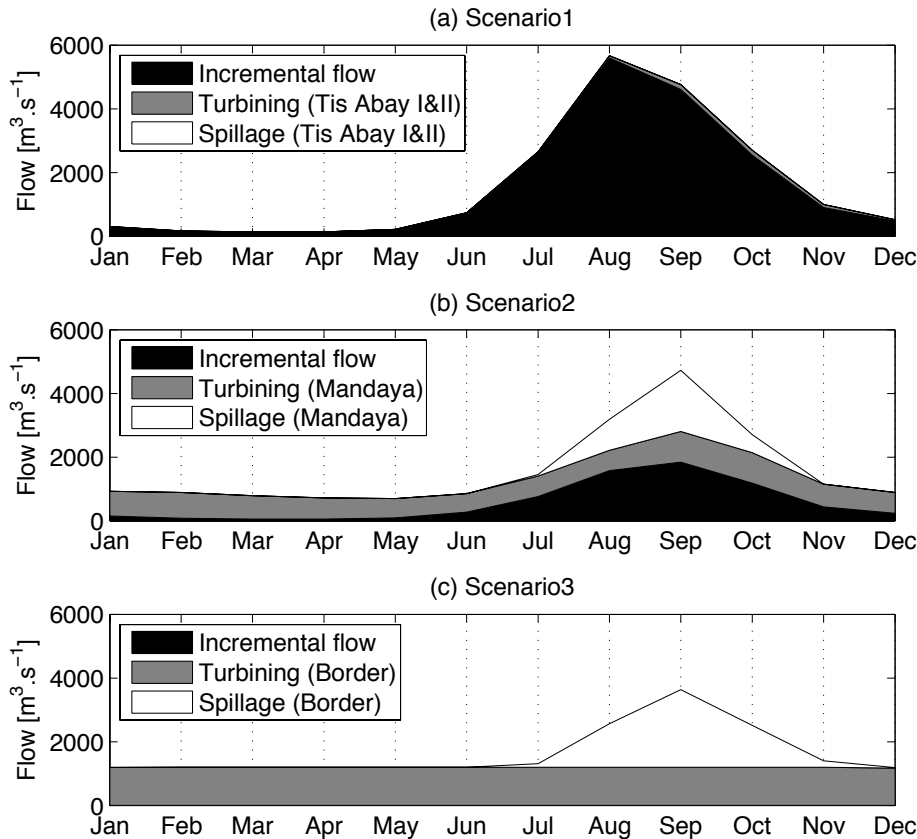 (a) Scenario1
Flow [m³.s⁻¹]
6000
4000
2000
0
Incremental flow
Turbining (Tis Abay I&II)
Spillage (Tis Abay I&II)
Jan Feb Mar Apr May Jun Jul Aug Sep Oct Nov Dec
(b) Scenario2
Flow [m³.s⁻¹]
6000
4000
2000
0
Incremental flow
Turbining (Mandaya)
Spillage (Mandaya)
Jan Feb Mar Apr May Jun Jul Aug Sep Oct Nov Dec
(c) Scenario3
Flow [m³.s⁻¹]
6000
4000
2000
0
Incremental flow
Turbining (Border)
Spillage (Border)
Jan Feb Mar Apr May Jun Jul Aug Sep Oct Nov Dec